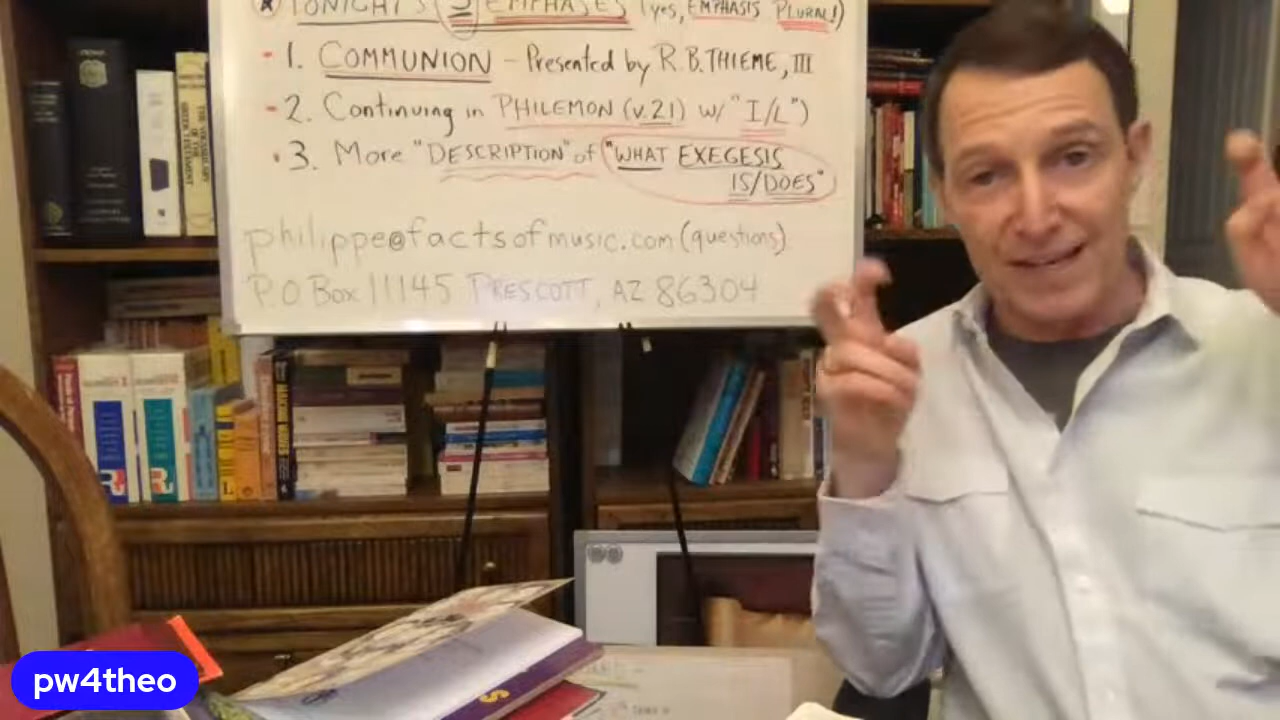 TONIGHT'S 3 EMPHASES (yes, EMPHASIS PLURAL!)
- 1. COMMUNION - Presented by R.B. THIEME, III
- 2. Continuing in PHILEMON (v.21) w/ "I/L")
• 3. More "DESCRIPTION" of "WHAT EXEGESIS
IS/DOES"
philippe@factsofmusic.com (questions)
P.O Box 11145 PRESCOTT, AZ 86304
pw4theo